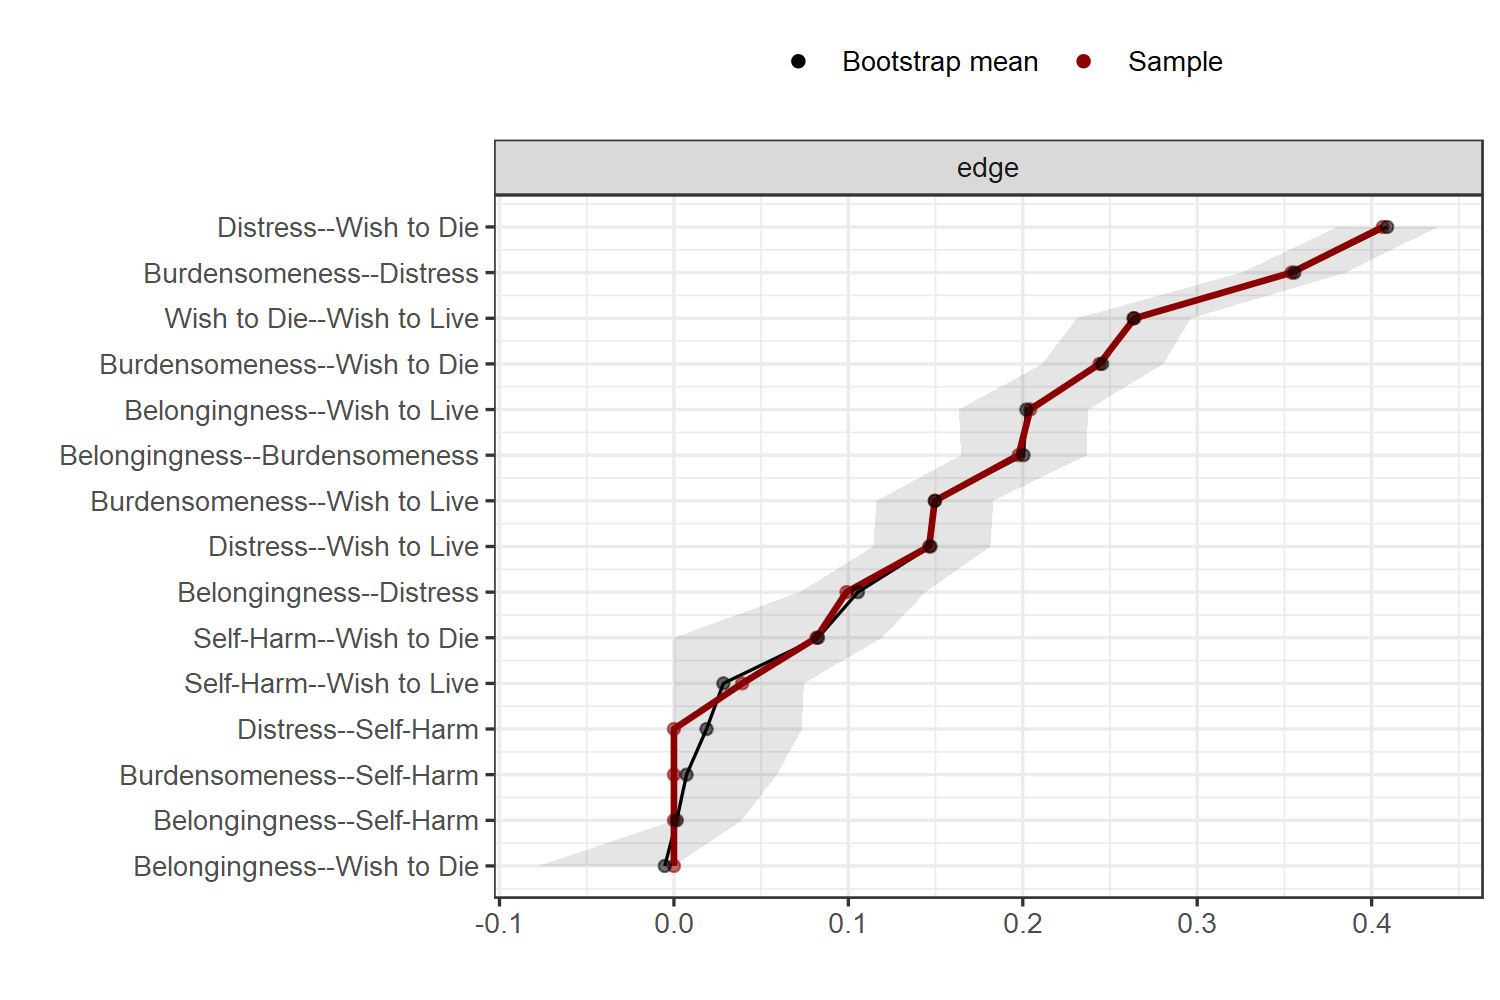 Bootstrap mean Sample
edge
Distress--Wish to Die
Burdensomeness--Distress
Wish to Die--Wish to Live
Burdensomeness--Wish to Die
Belongingness--Wish to Live
Belongingness--Burdensomeness
Burdensomeness--Wish to Live
Distress--Wish to Live
Belongingness--Distress
Self-Harm--Wish to Die
Self-Harm--Wish to Live
Distress--Self-Harm
Burdensomeness--Self-Harm
Belongingness--Self-Harm
Belongingness--Wish to Die
-0.1 0.0 0.1 0.2 0.3 0.4